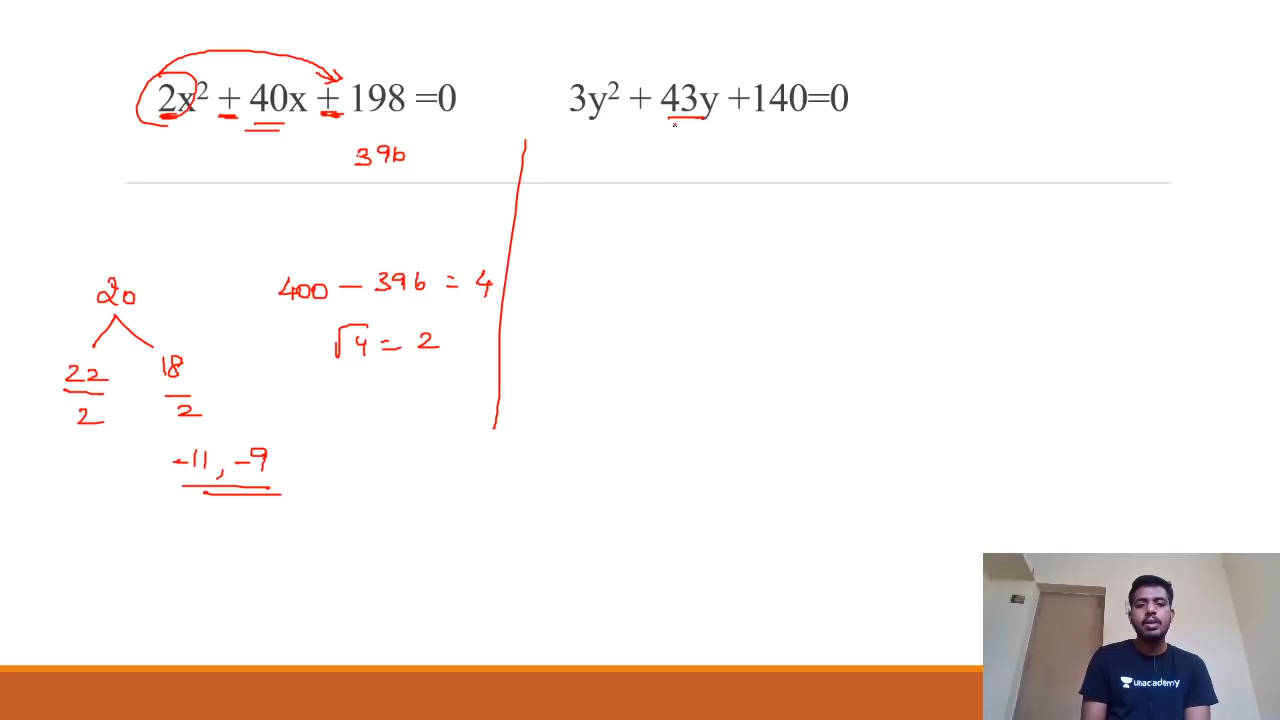 2x² + 40x + 198 =0
3y² + 43y +140=0
396
20
22 18
2 2
-11, -9
400 - 396 = 4
√4 = 2
unacademy